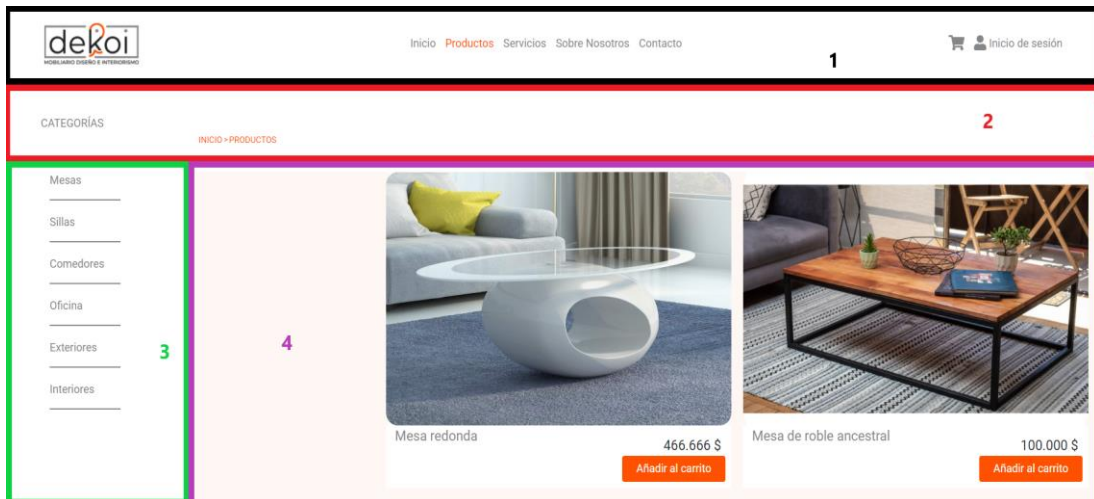 dekoi
MOBILIARIO DISEÑO E INTERIORISMO
Inicio Productos Servicios Sobre Nosotros Contacto
Inicio de sesión
1
CATEGORÍAS
INICIO > PRODUCTOS
2
Mesas
Sillas
Comedores
Oficina
Exteriores
Interiores
3
4
Mesa redonda
466.666 $
Añadir al carrito
Mesa de roble ancestral
100.000 $
Añadir al carrito